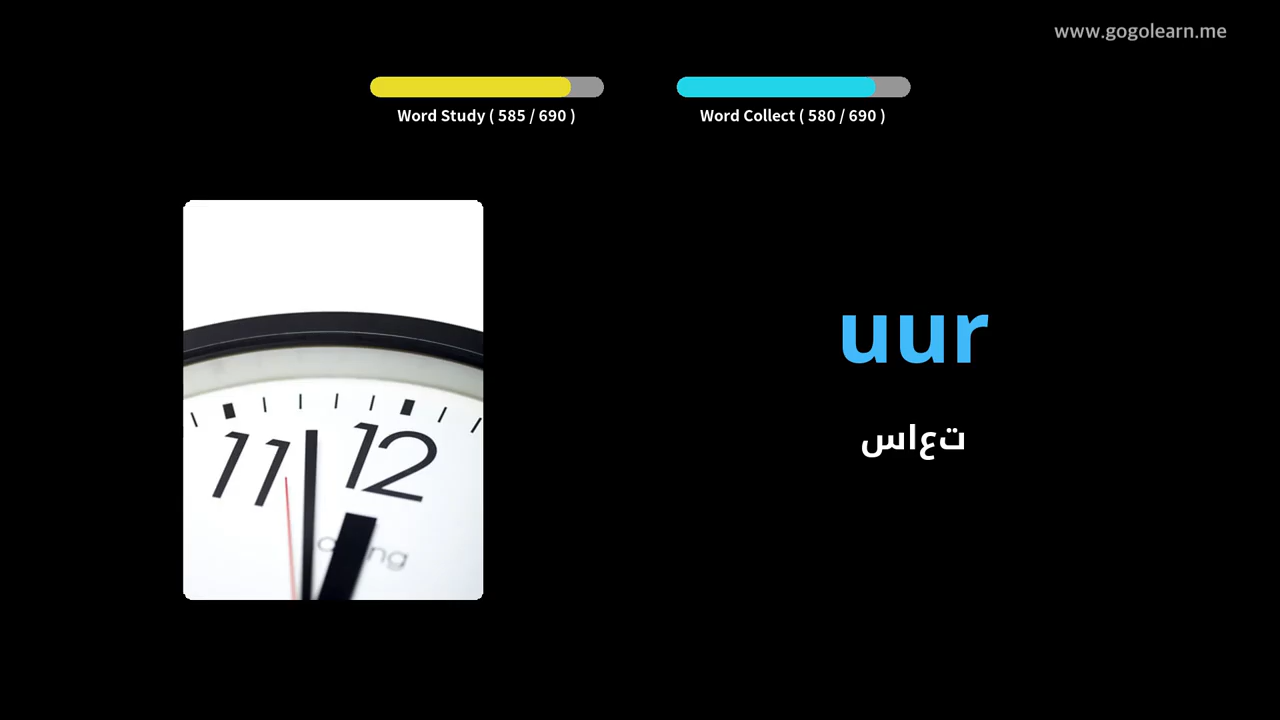 www.gogolearn.me
Word Study ( 585 / 690 )
Word Collect ( 580 / 690 )
11 12
uur
تعاس